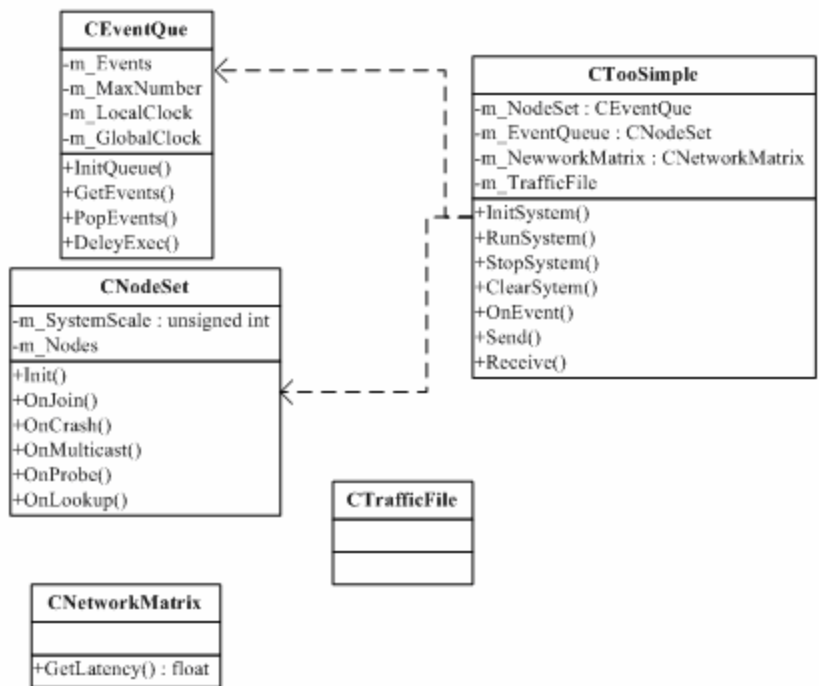 CEventQue
-m_Events
-m_MaxNumber
-m_LocalClock
-m_GlobalClock
+InitQueue()
+GetEvents()
+PopEvents()
+DeleyExec()
CTooSimple
-m_NodeSet : CEventQue
-m_EventQueue : CNodeSet
-m_NewworkMatrix : CNetworkMatrix
-m_TrafficFile
+InitSystem()
+RunSystem()
+StopSystem()
+ClearSytem()
+OnEvent()
+Send()
+Receive()
CNodeSet
-m_SystemScale : unsigned int
-m_Nodes
+Init()
+OnJoin()
+OnCrash()
+OnMulticast()
+OnProbe()
+OnLookup()
CTrafficFile
CNetworkMatrix
+GetLatency() : float